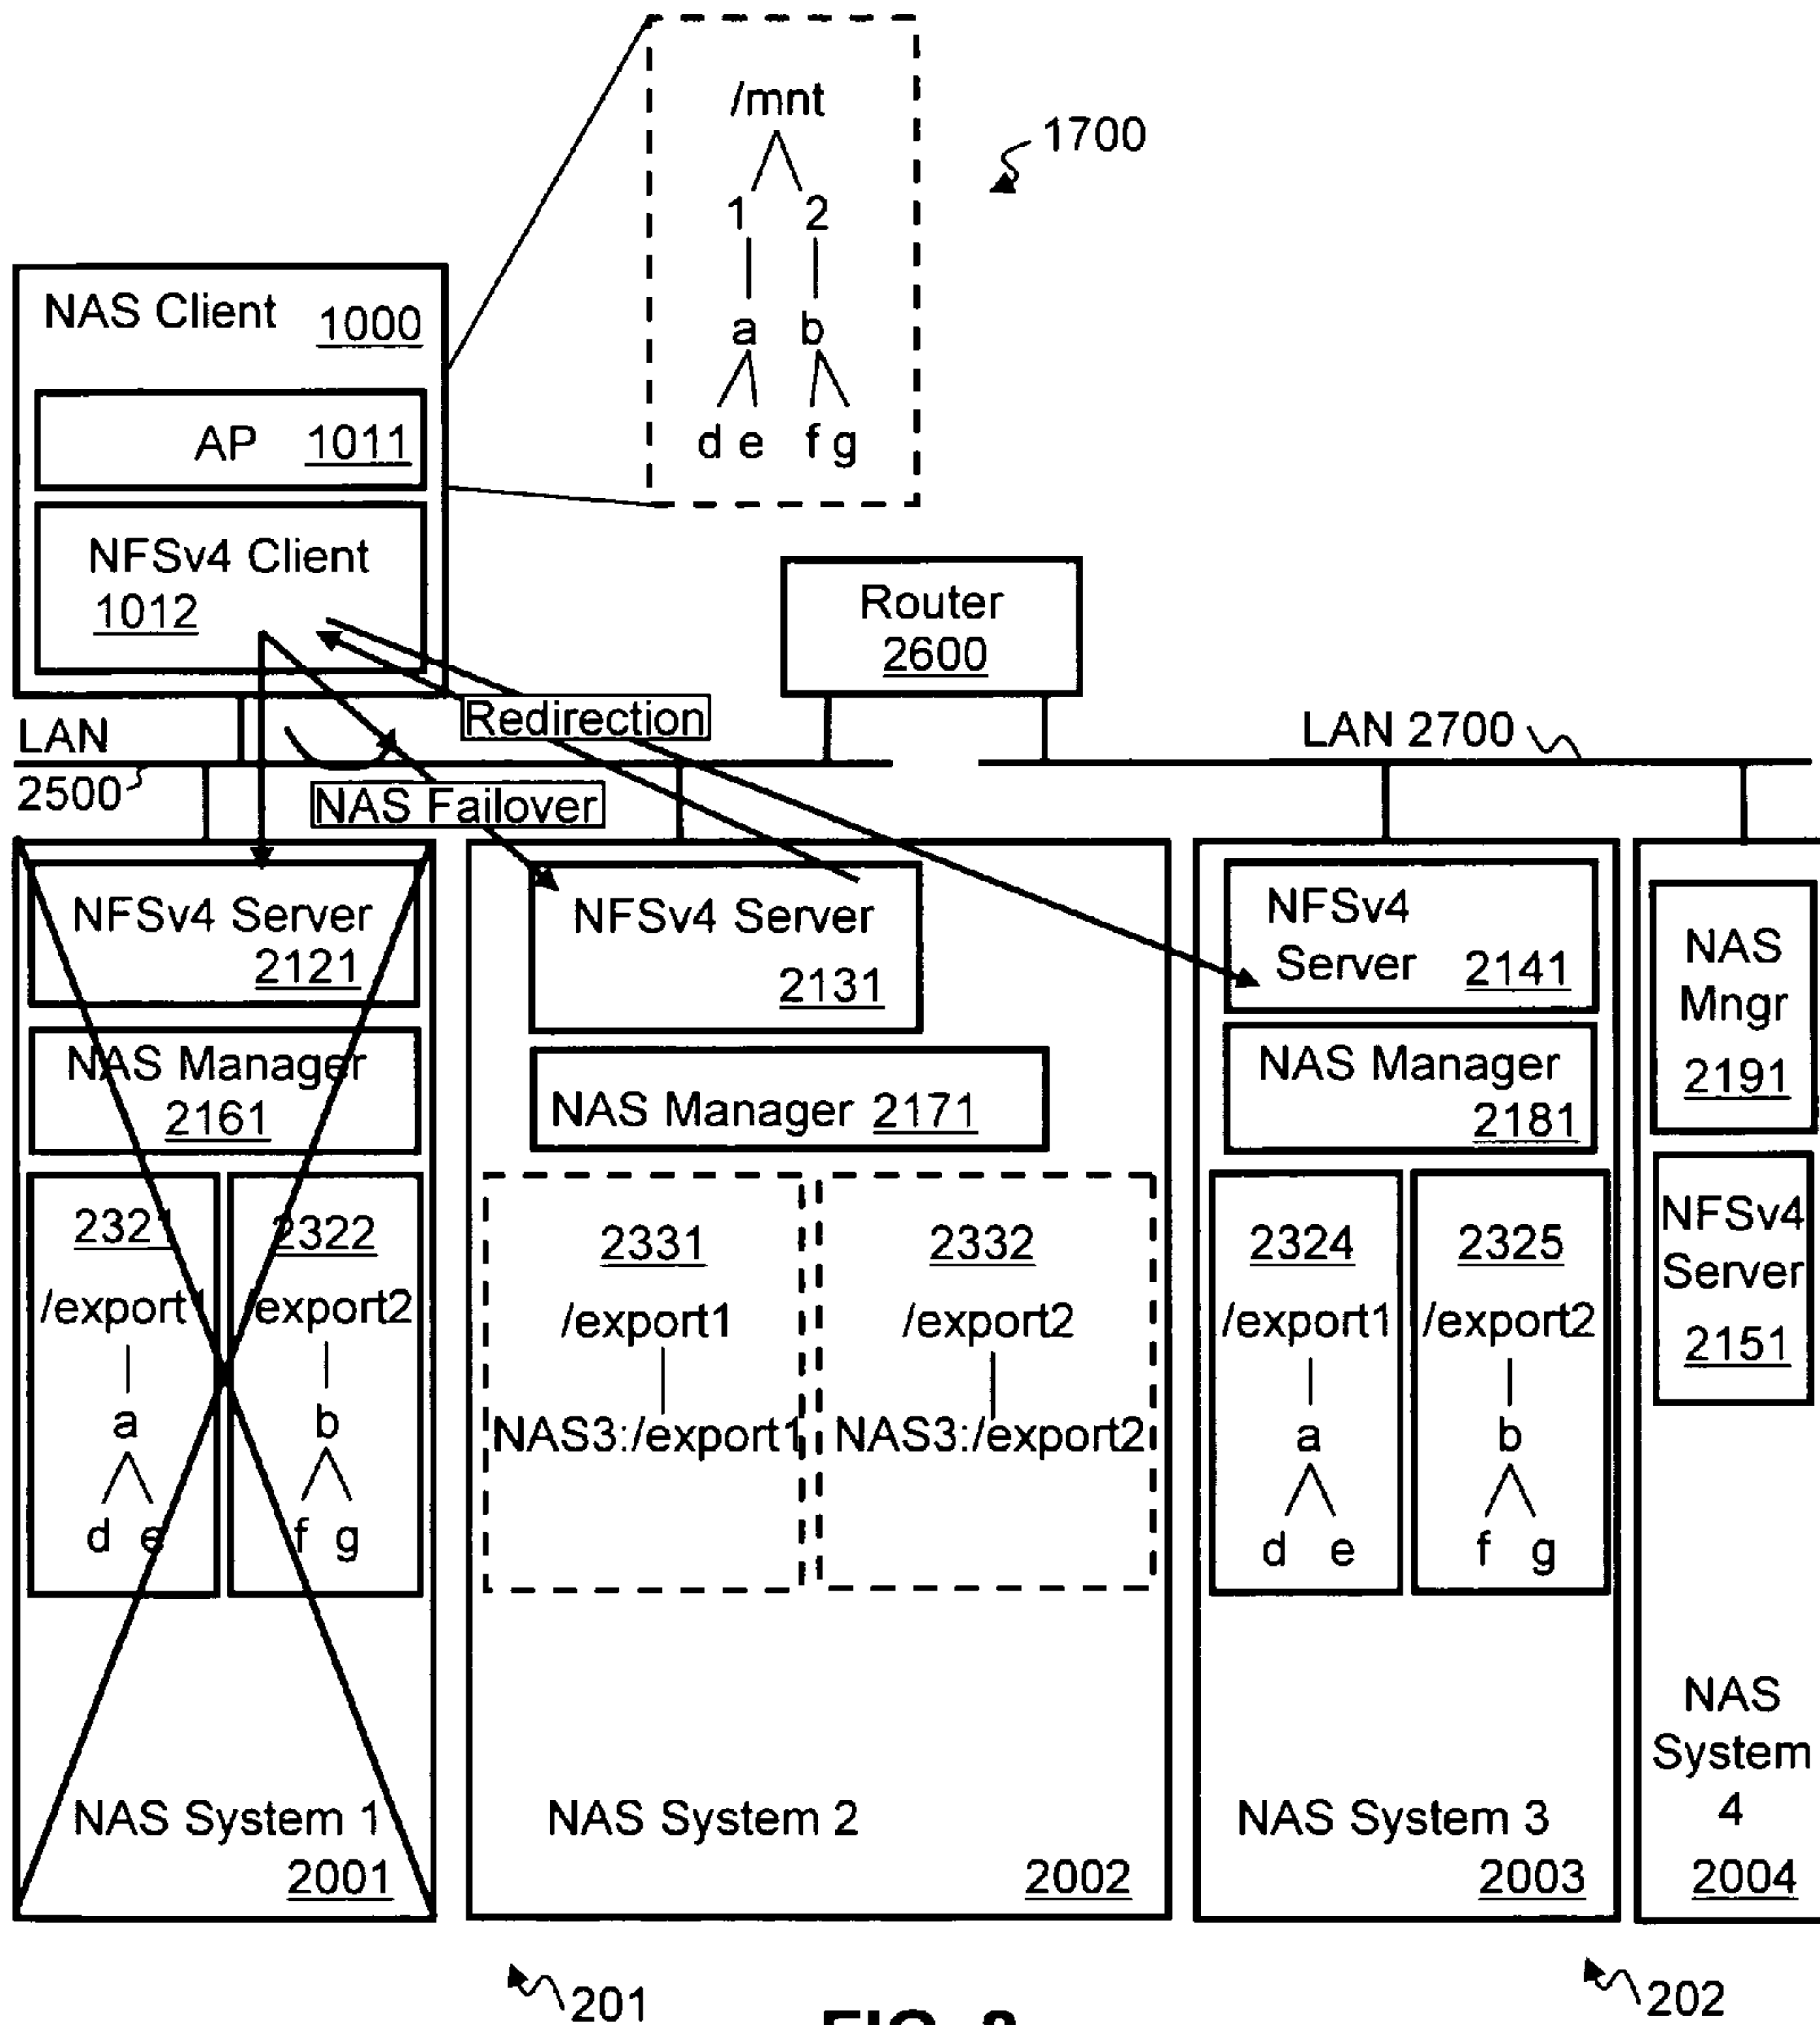 /mnt
1700
1 2
a b
d e f g
NAS Client 1000
AP 1011
NFSv4 Client
1012
Router
2600
Redirection
LAN
2500
LAN 2700
NAS Failover
NFSv4 Server
2121
NAS Manager
2161
2321
/export1
a
d e
2322
/export2
b
f g
NAS System 1
2001
NFSv4 Server
2131
NAS Manager 2171
2331
/export1
NAS3:/export1
2332
/export2
NAS3:/export2
NAS System 2
2002
NFSv4
Server 2141
NAS Manager
2181
2324
/export1
a
d e
2325
/export2
b
f g
NAS System 3
2003
NAS
Mngr
2191
NFSv4
Server
2151
NAS
System
4
2004
201
202